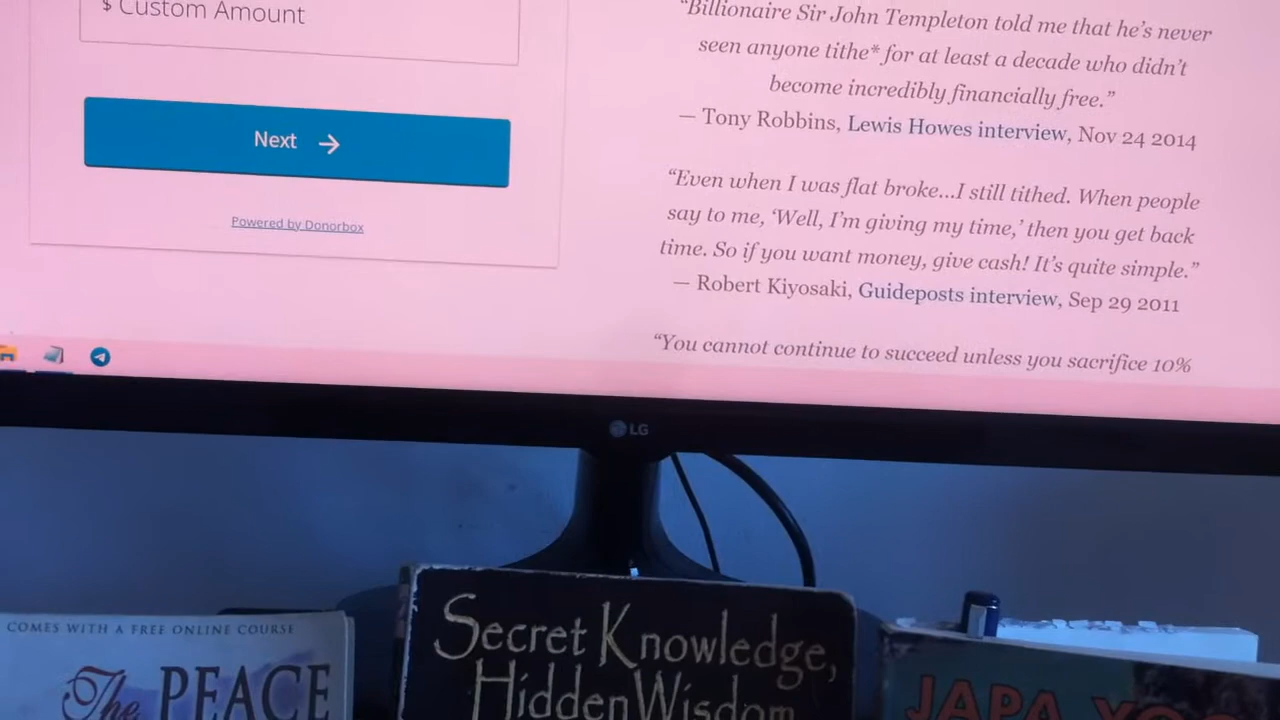 $ Custom Amount
Next →
Powered by Donorbox
“Billionaire Sir John Templeton told me that he’s never
seen anyone tithe* for at least a decade who didn’t
become incredibly financially free.”
— Tony Robbins, Lewis Howes interview, Nov 24 2014
“Even when I was flat broke...I still tithed. When people
say to me, ‘Well, I’m giving my time,’ then you get back
time. So if you want money, give cash! It’s quite simple.”
— Robert Kiyosaki, Guideposts interview, Sep 29 2011
“You cannot continue to succeed unless you sacrifice 10%
LG
COMES WITH A FREE ONLINE COURSE
The PEACE
Secret Knowledge,
Hidden Wisdom
JAPA